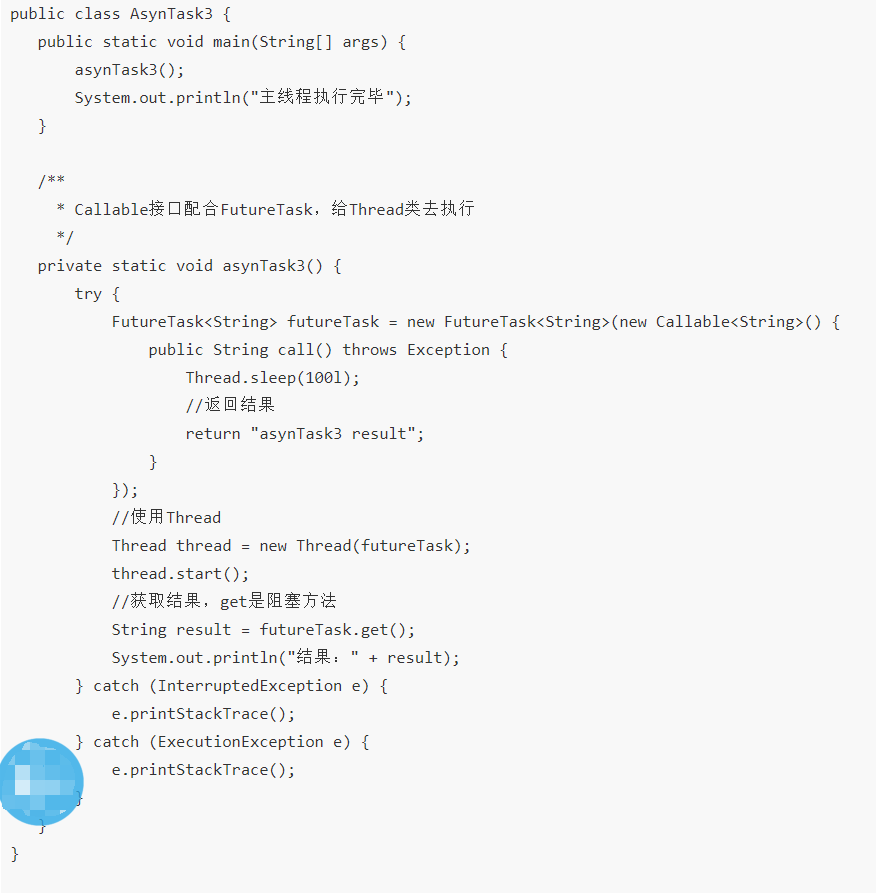 public class AsynTask3 {
public static void main(String[] args) {
asynTask3();
System.out.println("主线程执行完毕");
}
/**
* Callable接口配合FutureTask，给Thread类去执行
*/
private static void asynTask3() {
try {
FutureTask<String> futureTask = new FutureTask<String>(new Callable<String>() {
public String call() throws Exception {
Thread.sleep(100l);
//返回结果
return "asynTask3 result";
}
});
//使用Thread
Thread thread = new Thread(futureTask);
thread.start();
//获取结果，get是阻塞方法
String result = futureTask.get();
System.out.println("结果：" + result);
} catch (InterruptedException e) {
e.printStackTrace();
} catch (ExecutionException e) {
e.printStackTrace();
}
}
}